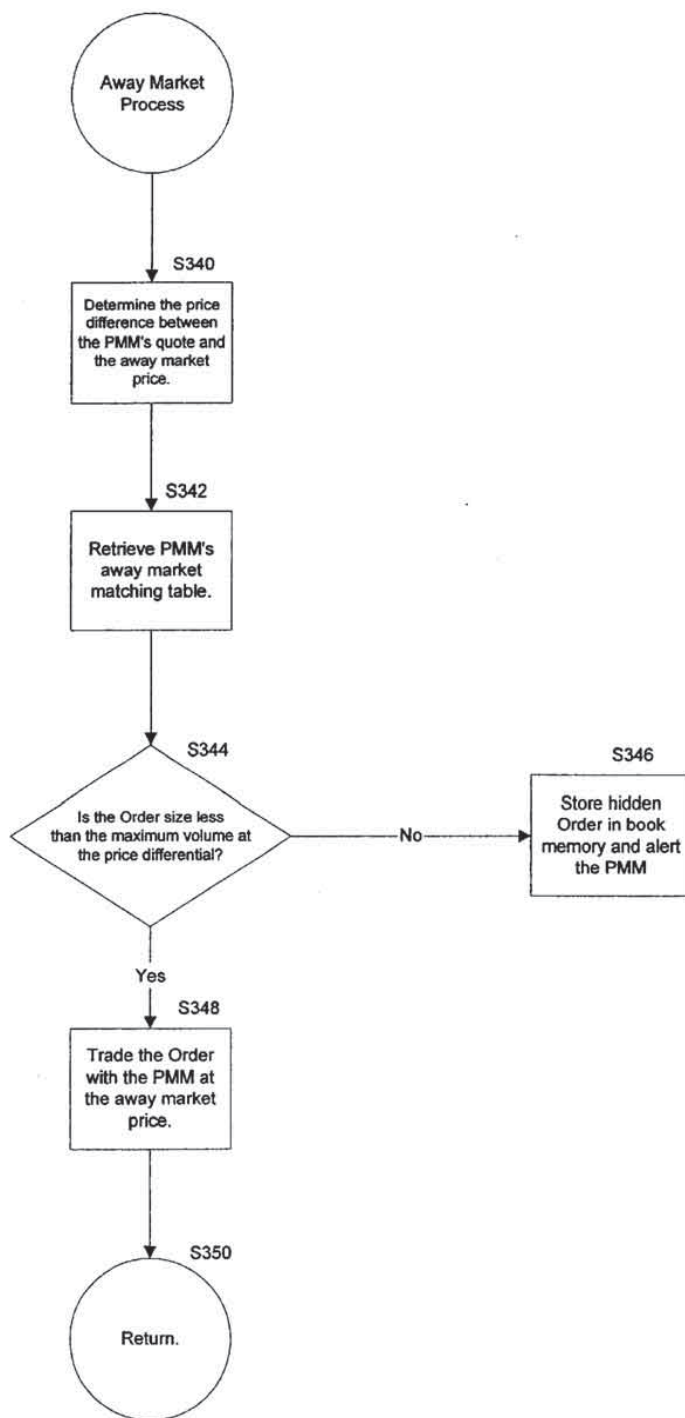 Away Market
Process
S340
Determine the price
difference between
the PMM's quote and
the away market
price.
S342
Retrieve PMM's
away market
matching table.
S344
Is the Order size less
than the maximum volume at
the price differential?
No
S346
Store hidden
Order in book
memory and alert
the PMM
Yes
S348
Trade the Order
with the PMM at
the away market
price.
S350
Return.